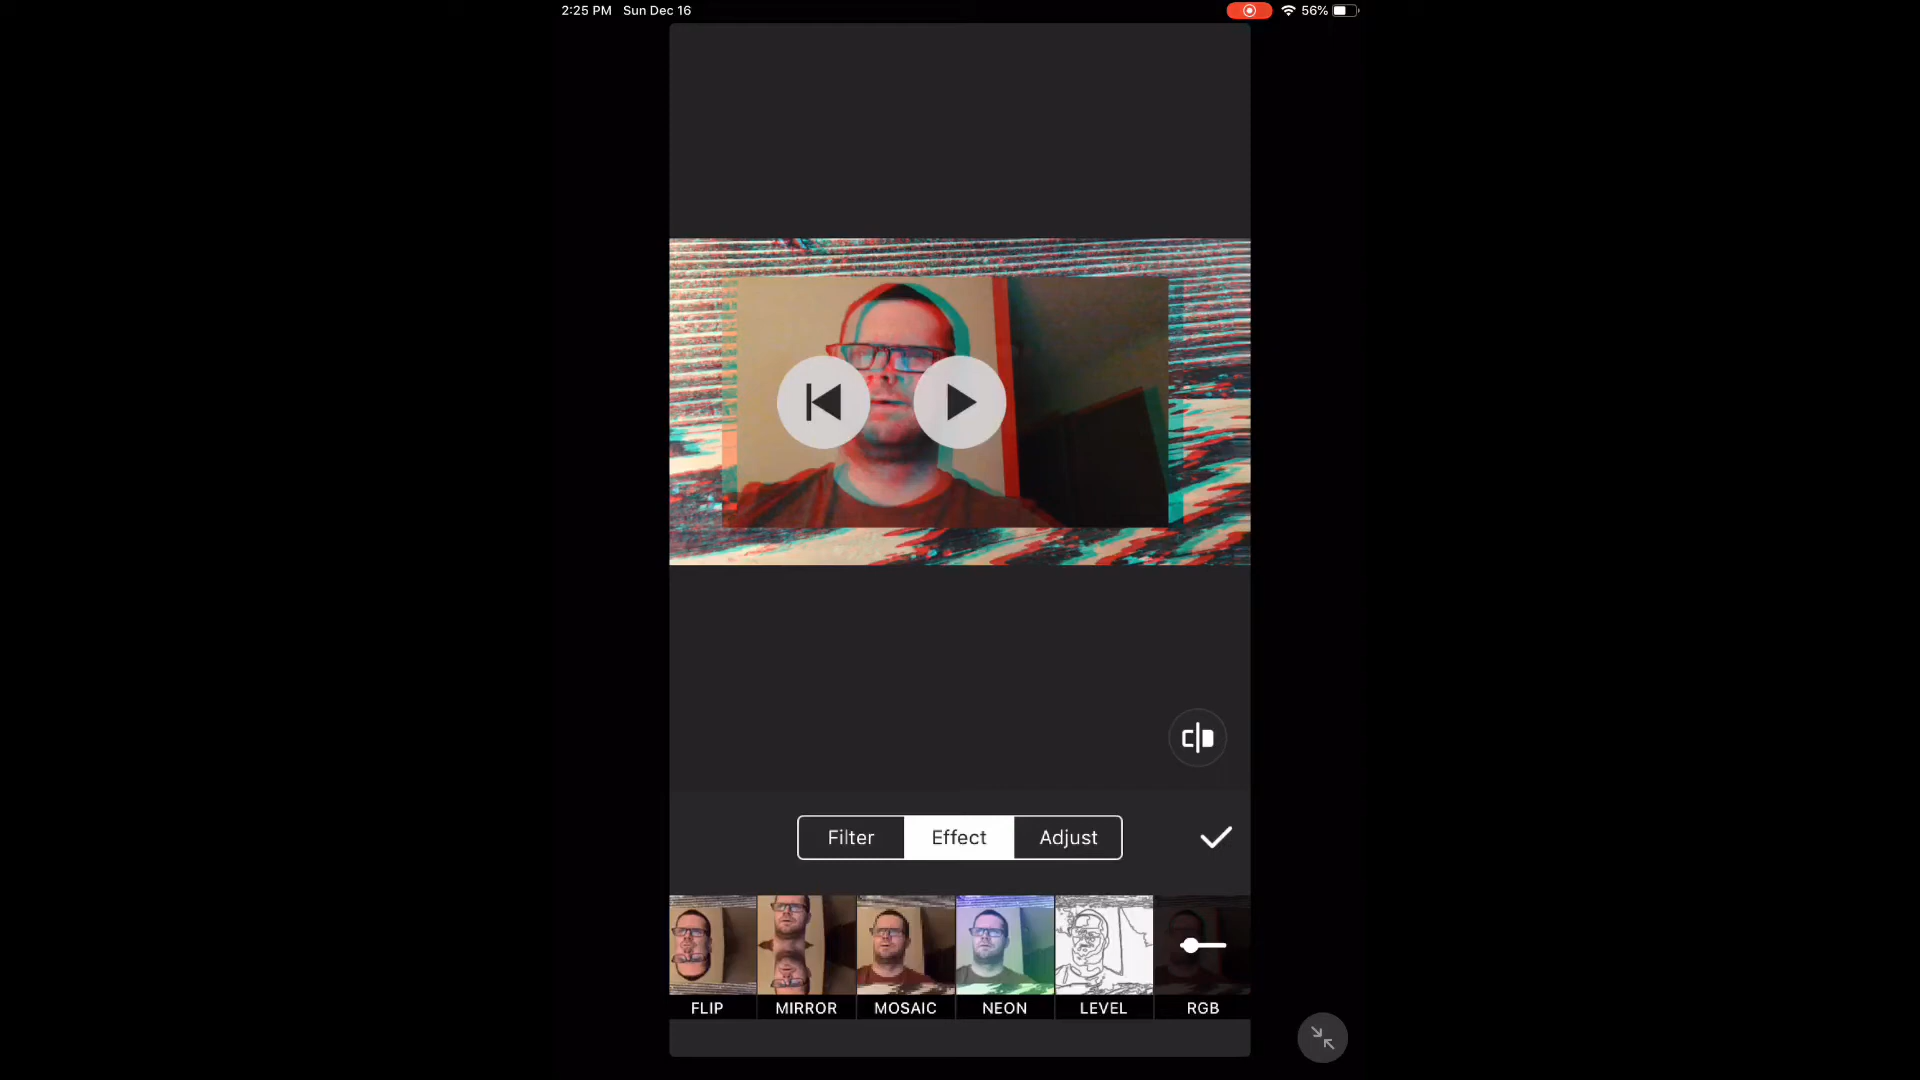 2:25 PM Sun Dec 16
56%
Filter Effect Adjust
FLIP MIRROR MOSAIC NEON LEVEL RGB